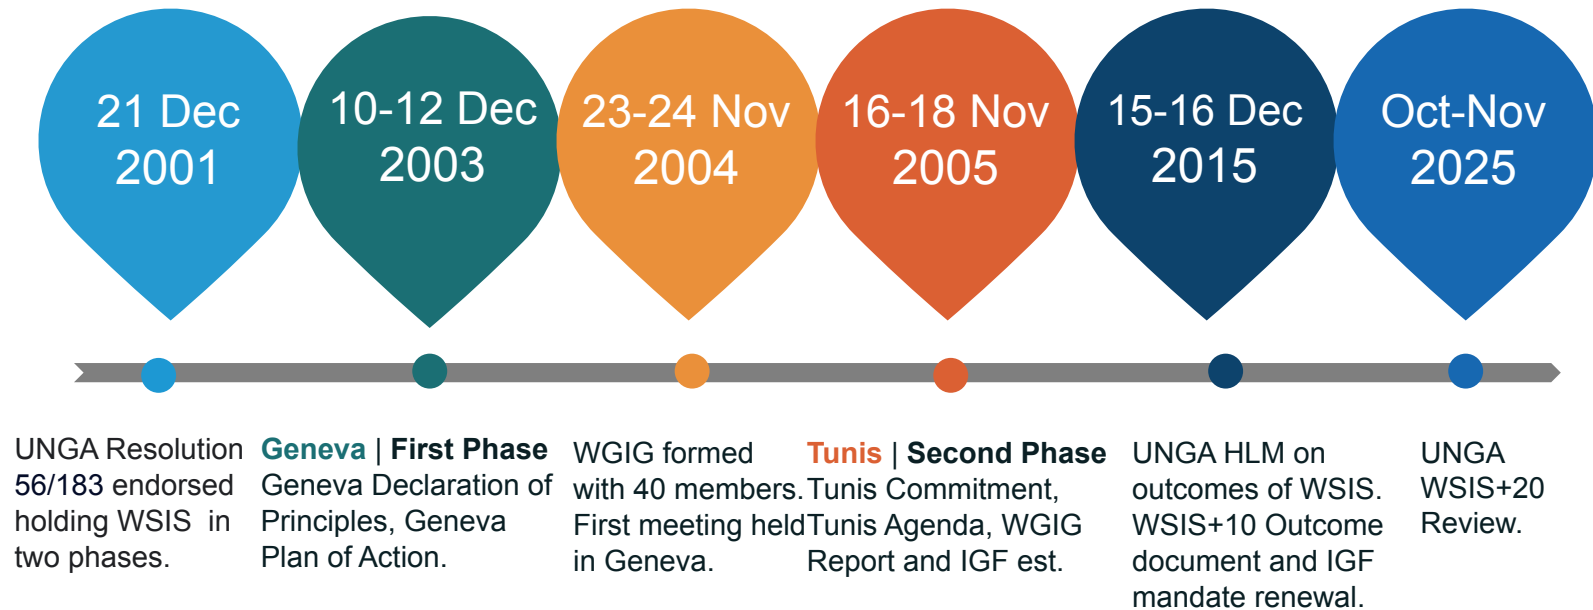 21 Dec
2001
10-12 Dec
2003
23-24 Nov
2004
16-18 Nov
2005
15-16 Dec
2015
Oct-Nov
2025
UNGA Resolution
56/183 endorsed
holding WSIS in
two phases.
Geneva | First Phase
Geneva Declaration of
Principles, Geneva
Plan of Action.
WGIG formed
with 40 members.
First meeting held
in Geneva.
Tunis | Second Phase
Tunis Commitment,
Tunis Agenda, WGIG
Report and IGF est.
UNGA HLM on
outcomes of WSIS.
WSIS+10 Outcome
document and IGF
mandate renewal.
UNGA
WSIS+20
Review.